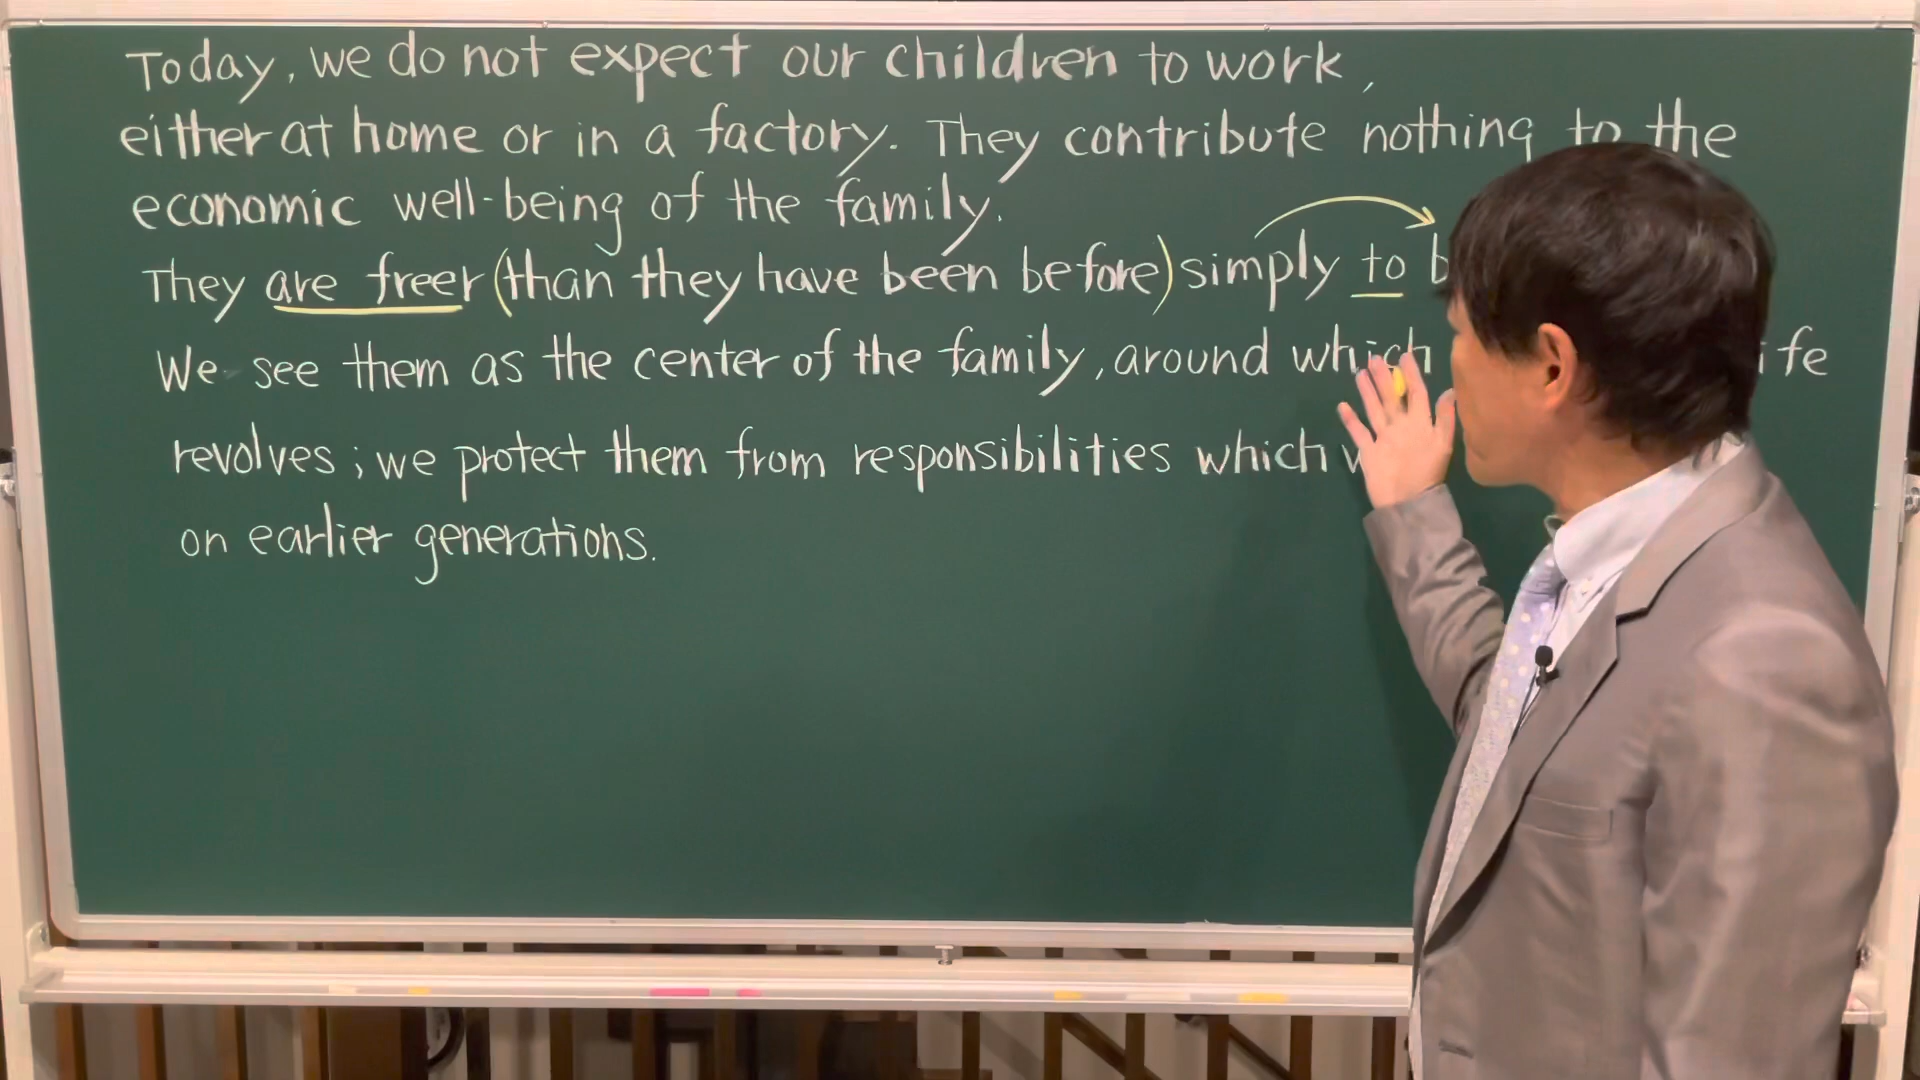 Today, we do not expect our children to work,
either at home or in a factory. They contribute nothing to the
economic well-being of the family.
They are freer (than they have been before) simply to b
We see them as the center of the family, around which ife
revolves; we protect them from responsibilities which
on earlier generations.